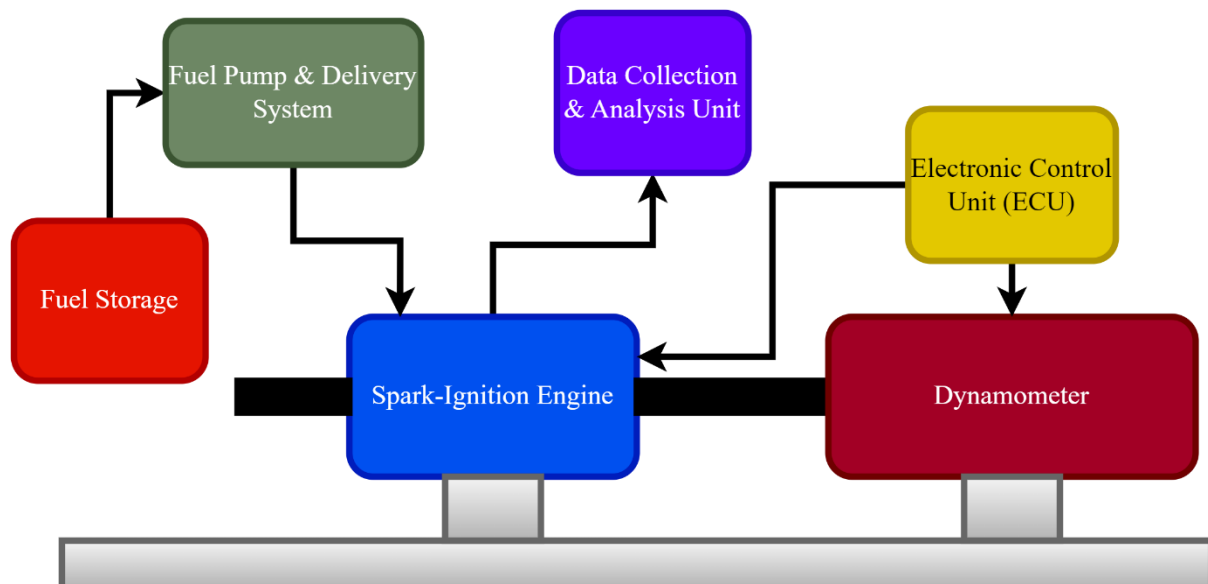 Fuel Pump & Delivery
System
Data Collection
& Analysis Unit
Electronic Control
Unit (ECU)
Fuel Storage
Spark-Ignition Engine
Dynamometer